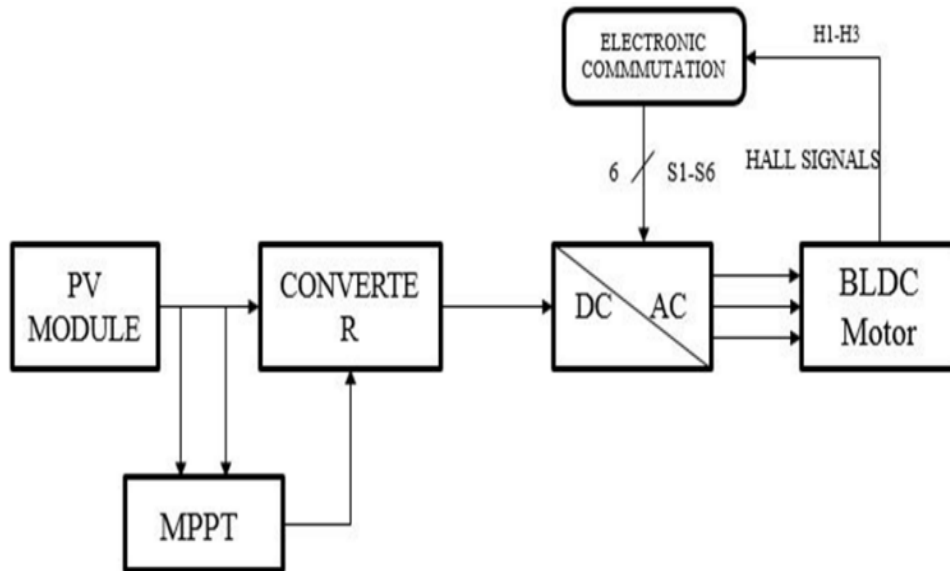 ELECTRONIC
COMMMUTATION
H1-H3
6
S1-S6
HALL SIGNALS
PV
MODULE
CONVERTE
R
DC
AC
BLDC
Motor
MPPT